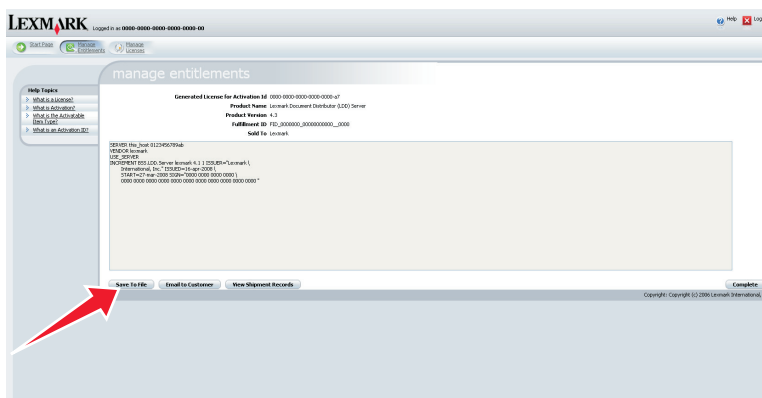 LEXMARK Logged in as 0000-0000-0000-0000-0000-00
Help Log
Start Page
Manage
Entitlements
Manage
Licenses
manage entitlements
Help Topics
What is a License?
What is Activation?
What is the Activatable
Item Type?
What is an Activation ID?
Generated License for Activation Id 0000-0000-0000-0000-0000-a7
Product Name Lexmark Document Distributor (LDD) Server
Product Version 4.3
Fulfillment ID FID_0000000_00000000000__0000
Sold To Lexmark
SERVER this_host 0123456789ab
VENDOR lexmark
USE_SERVER
INCREMENT BSS.LDD.Server lexmark 4.1 1 ISSUER="Lexmark \
International, Inc." ISSUED=16-apr-2008 \
START=27-mar-2008 SIGN="0000 0000 0000 0000 \
0000 0000 0000 0000 0000 0000 0000 0000 0000 0000 0000 "
Save To File
Email to Customer
View Shipment Records
Complete
Copyright: Copyright (c) 2006 Lexmark International,